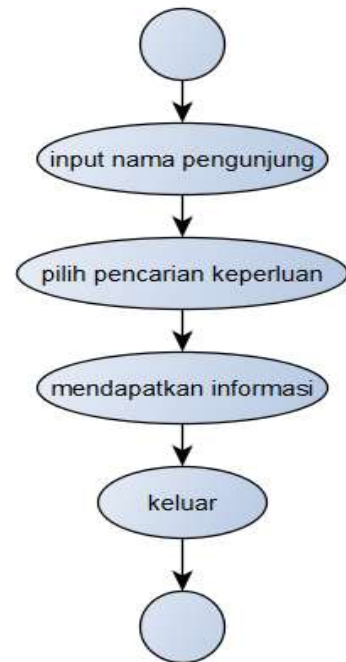 input nama pengunjung
pilih pencarian keperluan
mendapatkan informasi
keluar